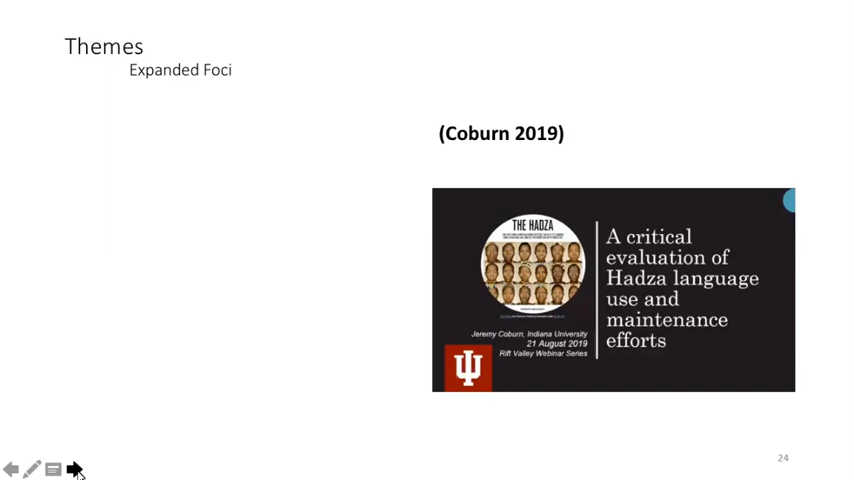 Themes
Expanded Foci
(Coburn 2019)
THE HADZA
A critical
evaluation of
Hadza language
use and
maintenance
efforts
Jeremy Coburn, Indiana University
21 August 2019
Rift Valley Webinar Series
24